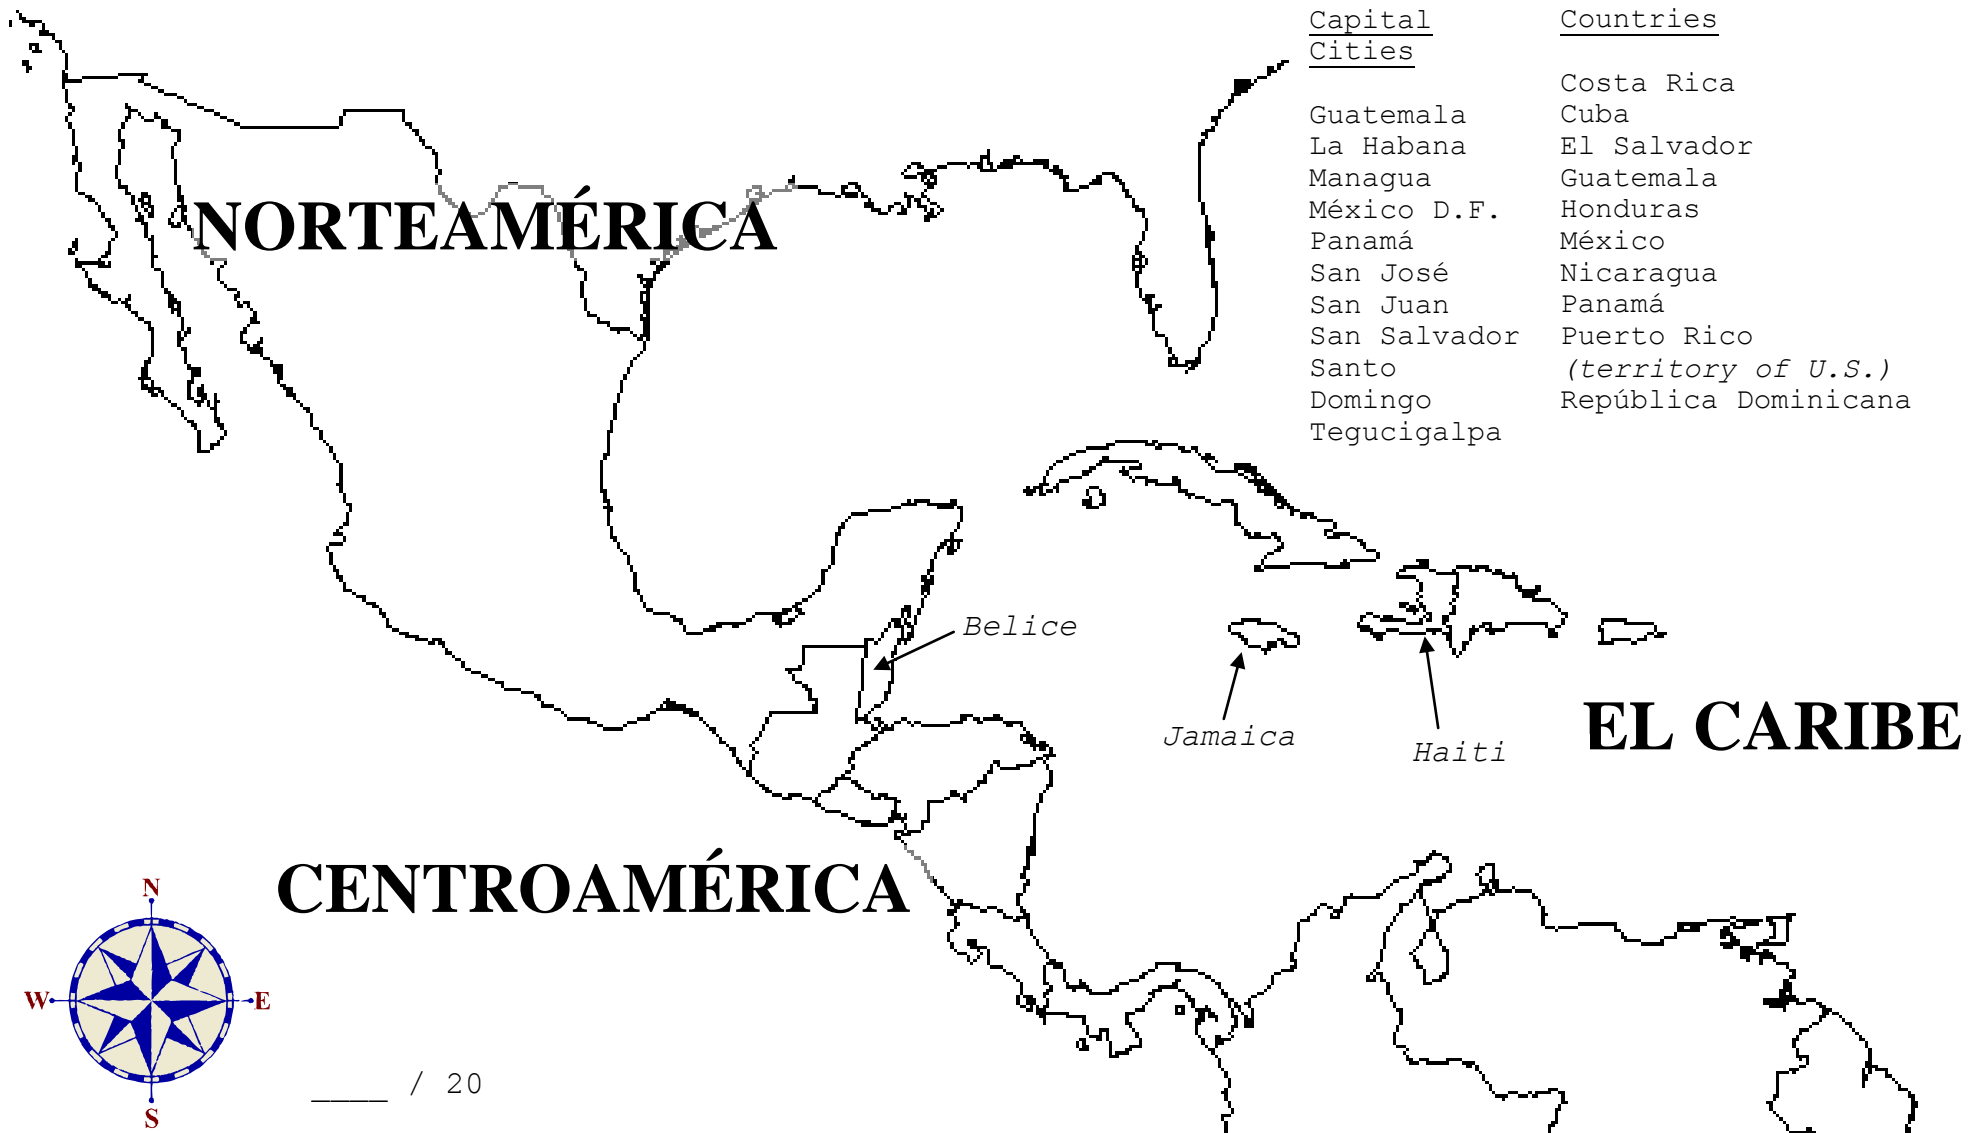 Capital
Cities
Guatemala
La Habana
Managua
México D.F.
Panamá
San José
San Juan
San Salvador
Santo
Domingo
Tegucigalpa
Countries
Costa Rica
Cuba
El Salvador
Guatemala
Honduras
México
Nicaragua
Panamá
Puerto Rico
(territory of U.S.)
República Dominicana
NORTEAMÉRICA
Belice
Jamaica
Haiti
EL CARIBE
CENTROAMÉRICA
N
W
E
S
____ / 20